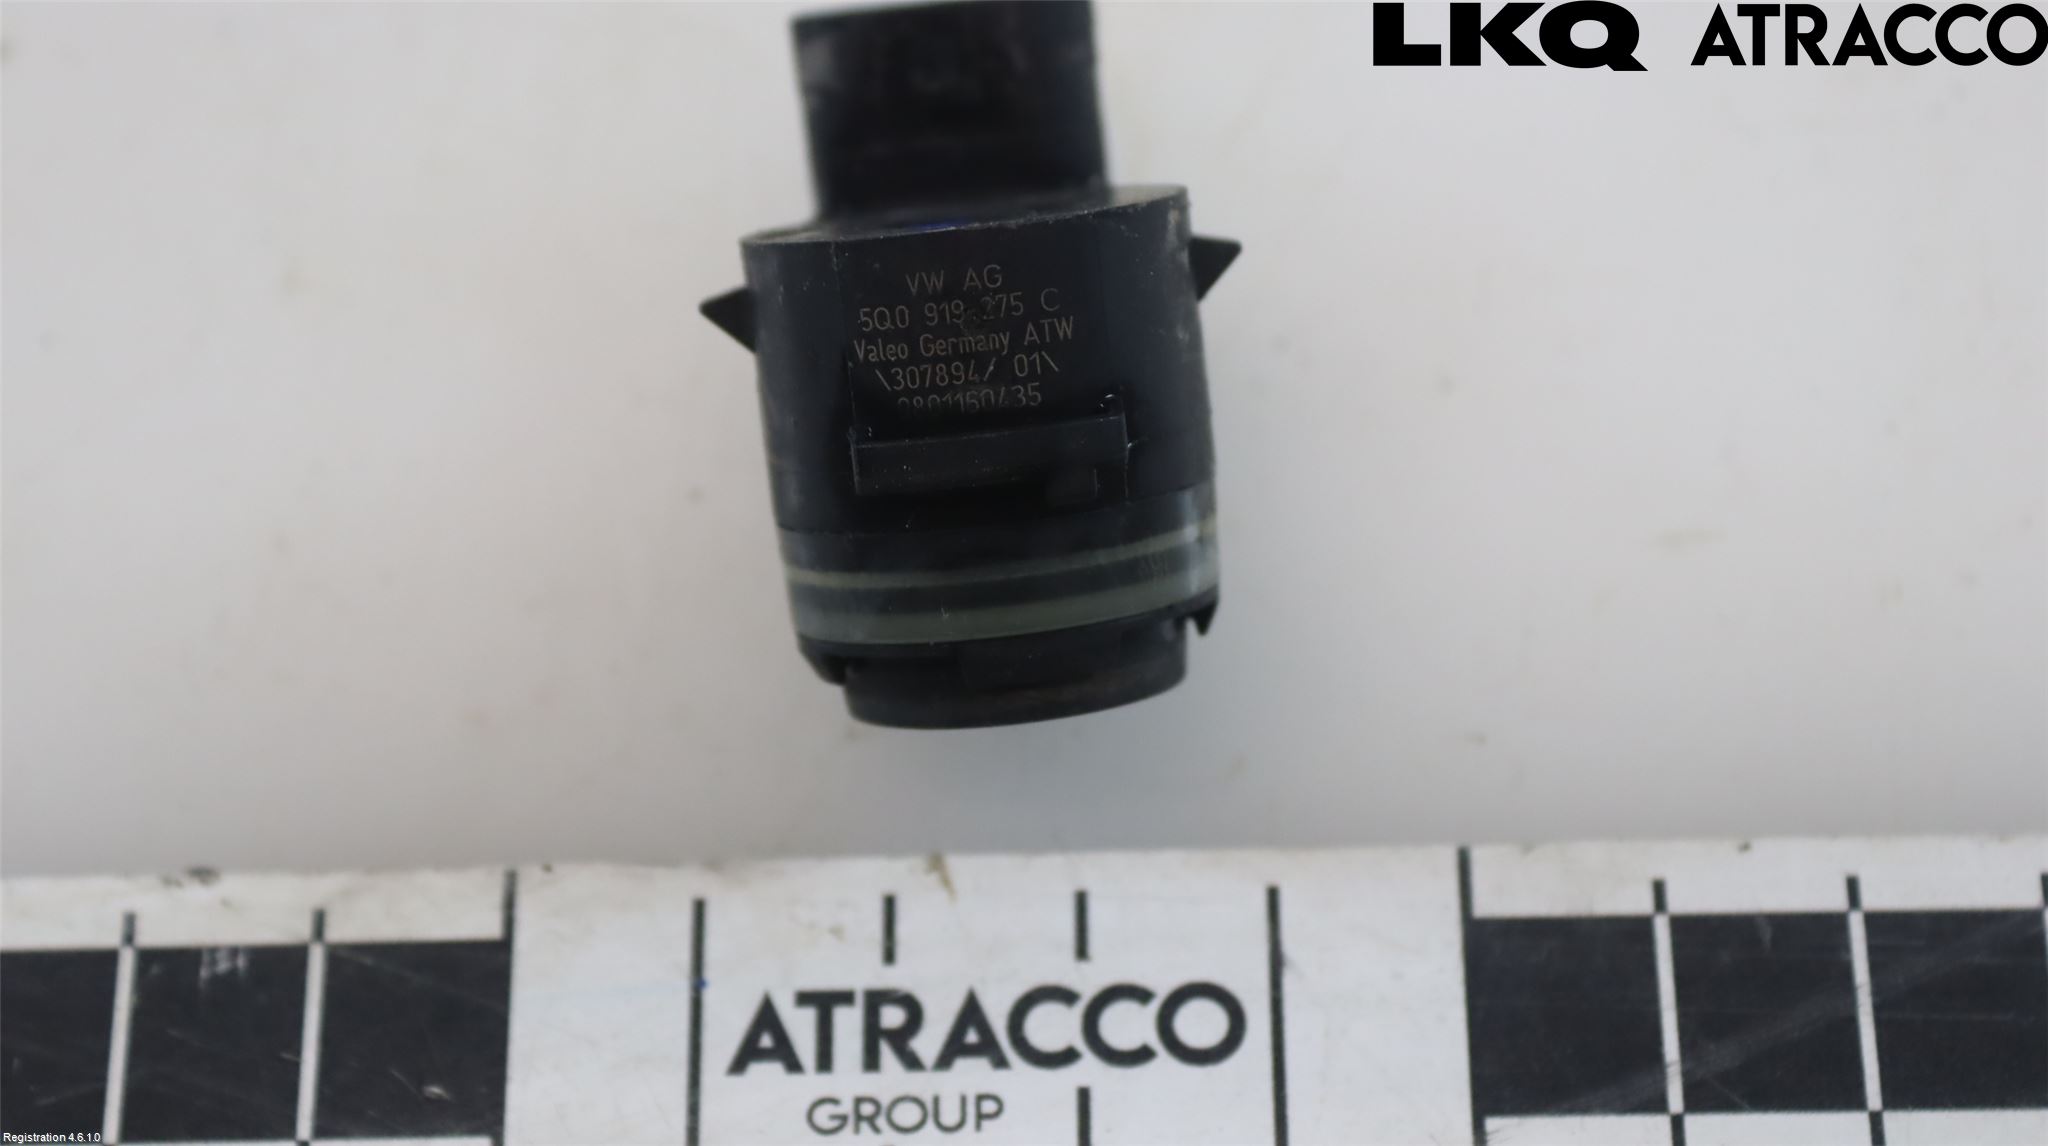 LKQ ATRACCO
VW AG
5Q0 919 275 C
Valeo Germany ATW
\307894/ 01\
0801160435
ATRACCO
GROUP
Registration 4.6.1.0